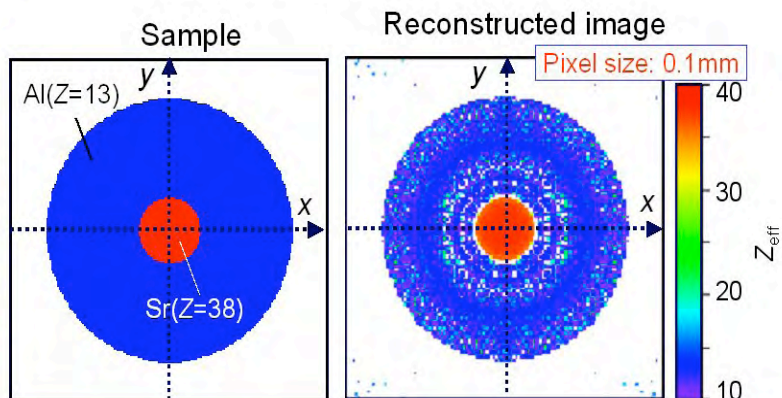 Sample
Reconstructed image
Pixel size: 0.1mm
y
y
Al(Z=13)
x
x
Sr(Z=38)
40
30
20
10
Zeff